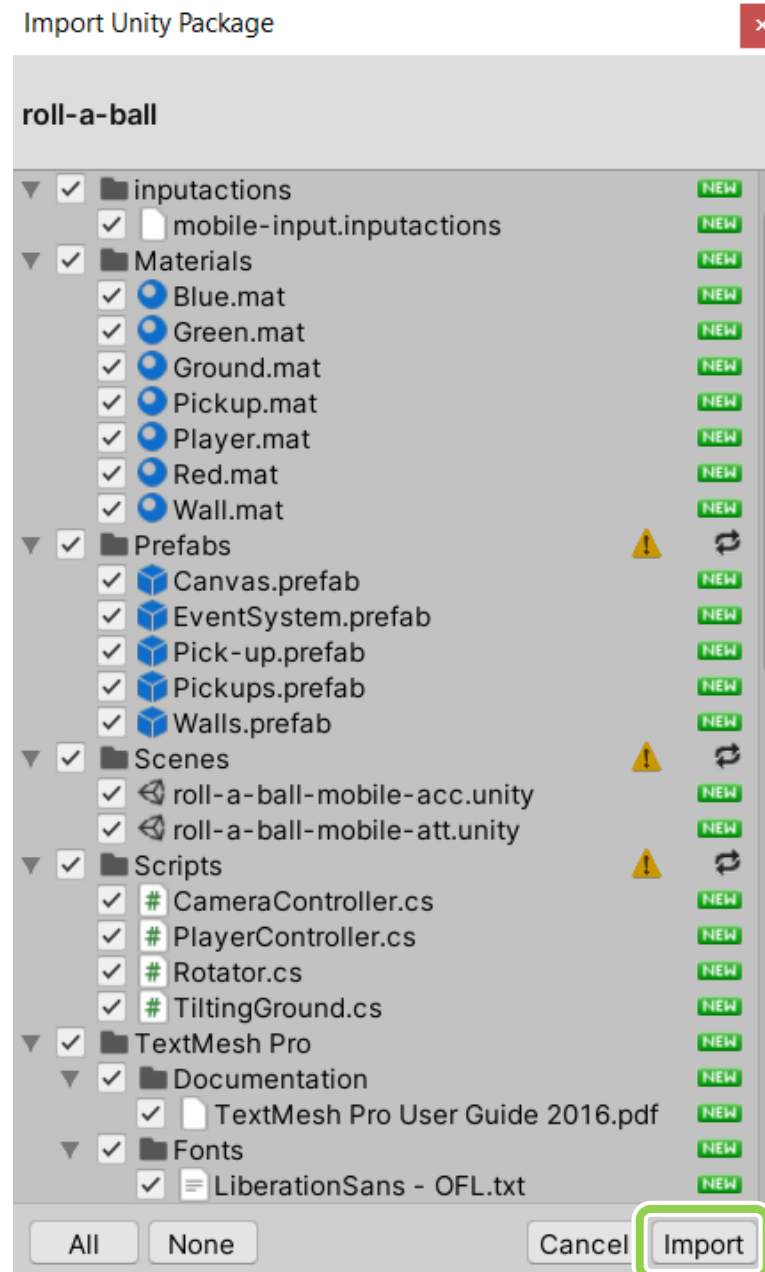 Import Unity Package
x
roll-a-ball
inputactions NEW
mobile-input.inputactions NEW
Materials NEW
Blue.mat NEW
Green.mat NEW
Ground.mat NEW
Pickup.mat NEW
Player.mat NEW
Red.mat NEW
Wall.mat NEW
Prefabs
Canvas.prefab NEW
EventSystem.prefab NEW
Pick-up.prefab NEW
Pickups.prefab NEW
Walls.prefab NEW
Scenes
roll-a-ball-mobile-acc.unity NEW
roll-a-ball-mobile-att.unity NEW
Scripts
# CameraController.cs NEW
# PlayerController.cs NEW
# Rotator.cs NEW
# TiltingGround.cs NEW
TextMesh Pro NEW
Documentation NEW
TextMesh Pro User Guide 2016.pdf NEW
Fonts NEW
LiberationSans - OFL.txt NEW
All None Cancel Import